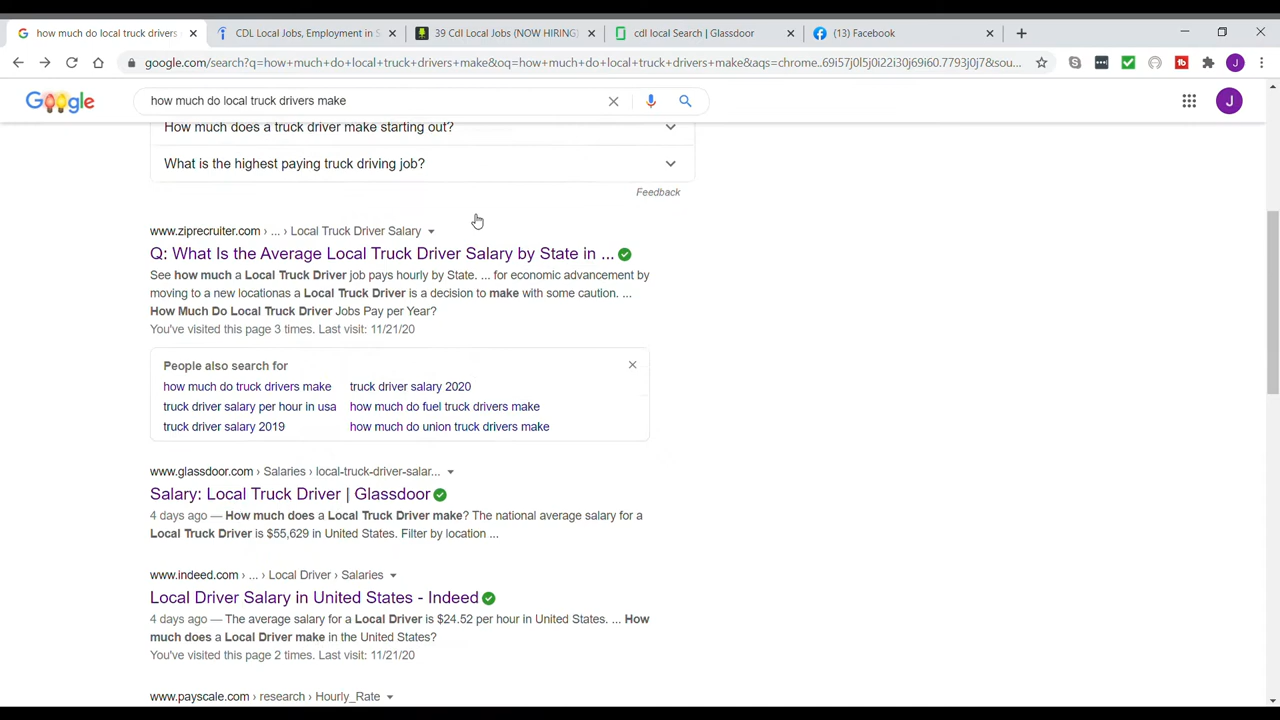 how much do local truck drivers
CDL Local Jobs, Employment in S
39 Cdl Local Jobs (NOW HIRING)
cdl local Search | Glassdoor
(13) Facebook
google.com/search?q=how+much+do+local+truck+drivers+make&oq=how+much+do+local+truck+drivers+make&aqs=chrome..69i57j0l5j0i22i30j69i60.7793j0j7&sou...
Google
how much do local truck drivers make
J
J
How much does a truck driver make starting out?
What is the highest paying truck driving job?
Feedback
www.ziprecruiter.com › ... › Local Truck Driver Salary
Q: What Is the Average Local Truck Driver Salary by State in ...
See how much a Local Truck Driver job pays hourly by State. ... for economic advancement by
moving to a new locationas a Local Truck Driver is a decision to make with some caution. ...
How Much Do Local Truck Driver Jobs Pay per Year?
You've visited this page 3 times. Last visit: 11/21/20
People also search for
how much do truck drivers make
truck driver salary 2020
truck driver salary per hour in usa
how much do fuel truck drivers make
truck driver salary 2019
how much do union truck drivers make
www.glassdoor.com › Salaries › local-truck-driver-salar...
Salary: Local Truck Driver | Glassdoor
4 days ago — How much does a Local Truck Driver make? The national average salary for a
Local Truck Driver is $55,629 in United States. Filter by location ...
www.indeed.com › ... › Local Driver › Salaries
Local Driver Salary in United States - Indeed
4 days ago — The average salary for a Local Driver is $24.52 per hour in United States. ... How
much does a Local Driver make in the United States?
You've visited this page 2 times. Last visit: 11/21/20
www.payscale.com › research › Hourly_Rate